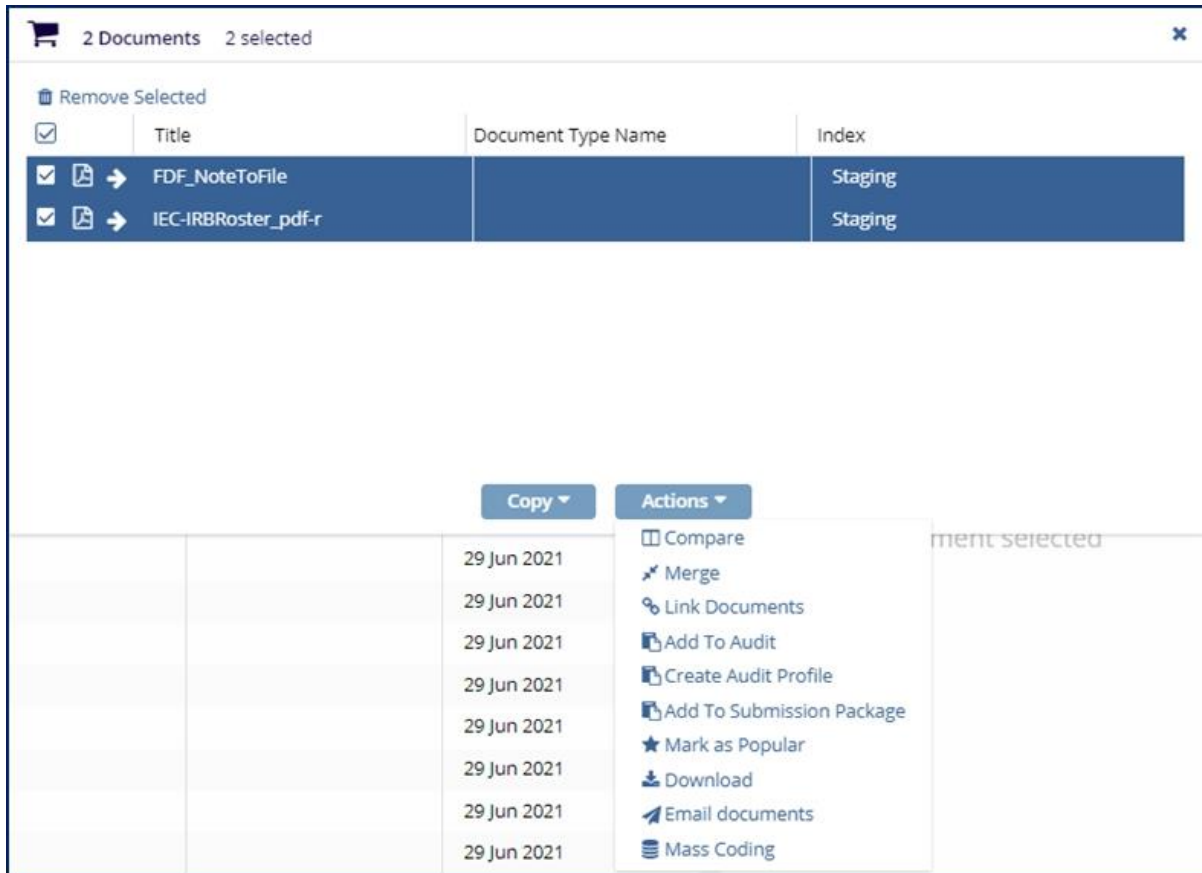 2 Documents 2 selected
Remove Selected
Title Document Type Name Index
FDF_NoteToFile Staging
IEC-IRBRoster_pdf-r Staging
Copy Actions
Compare
ment selected
29 Jun 2021
Merge
29 Jun 2021
Link Documents
29 Jun 2021
Add To Audit
29 Jun 2021
Create Audit Profile
Add To Submission Package
29 Jun 2021
Mark as Popular
29 Jun 2021
Download
29 Jun 2021
Email documents
29 Jun 2021
Mass Coding